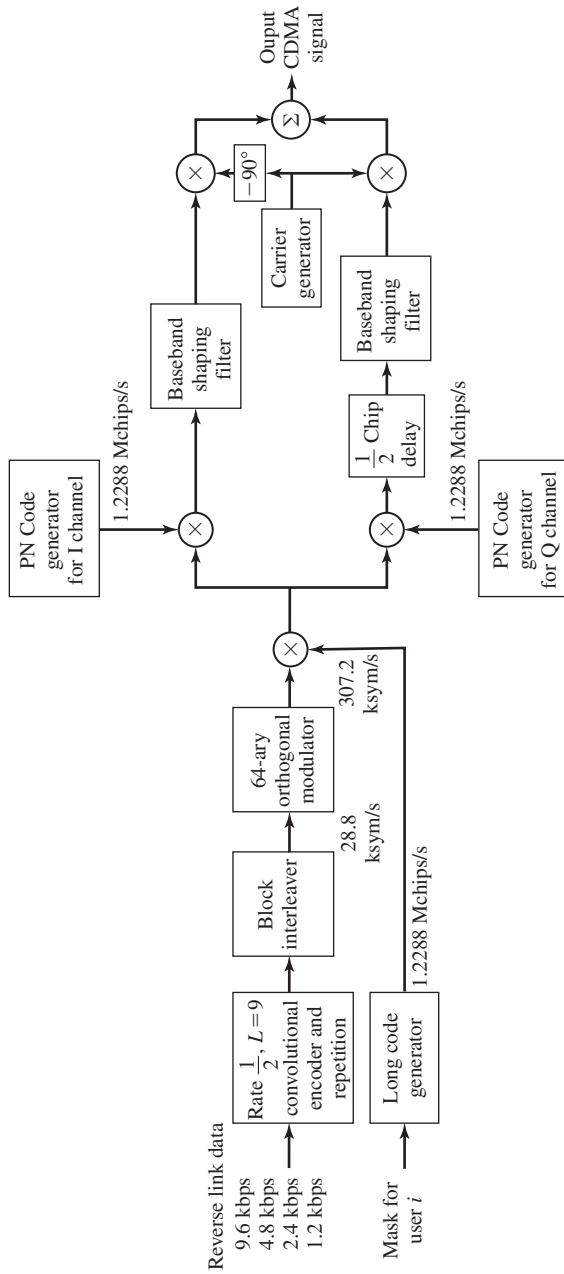 Reverse link data
9.6 kbps
4.8 kbps
2.4 kbps
1.2 kbps
Rate 1/2, L = 9
convolutional
encoder and
repetition
Block
interleaver
28.8
ksym/s
64-ary
orthogonal
modulator
307.2
ksym/s
×
Mask for
user i
Long code
generator
1.2288 Mchips/s
PN Code
generator
for I channel
1.2288 Mchips/s
×
Baseband
shaping
filter
×
−90°
Carrier
generator
PN Code
generator
for Q channel
1.2288 Mchips/s
×
1/2 Chip
delay
Baseband
shaping
filter
×
Σ
Ouput
CDMA
signal